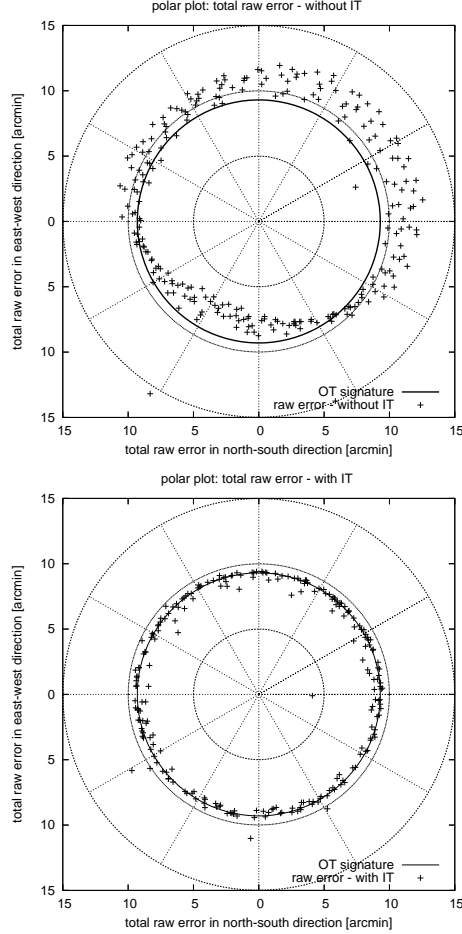 polar plot: total raw error - without IT
15
10
5
0
5
10
15
total raw error in east-west direction [arcmin]
OT signature
raw error - without IT
15 10 5 0 5 10 15
total raw error in north-south direction [arcmin]
polar plot: total raw error - with IT
15
10
5
0
5
10
15
total raw error in east-west direction [arcmin]
OT signature
raw error - with IT
15 10 5 0 5 10 15
total raw error in north-south direction [arcmin]